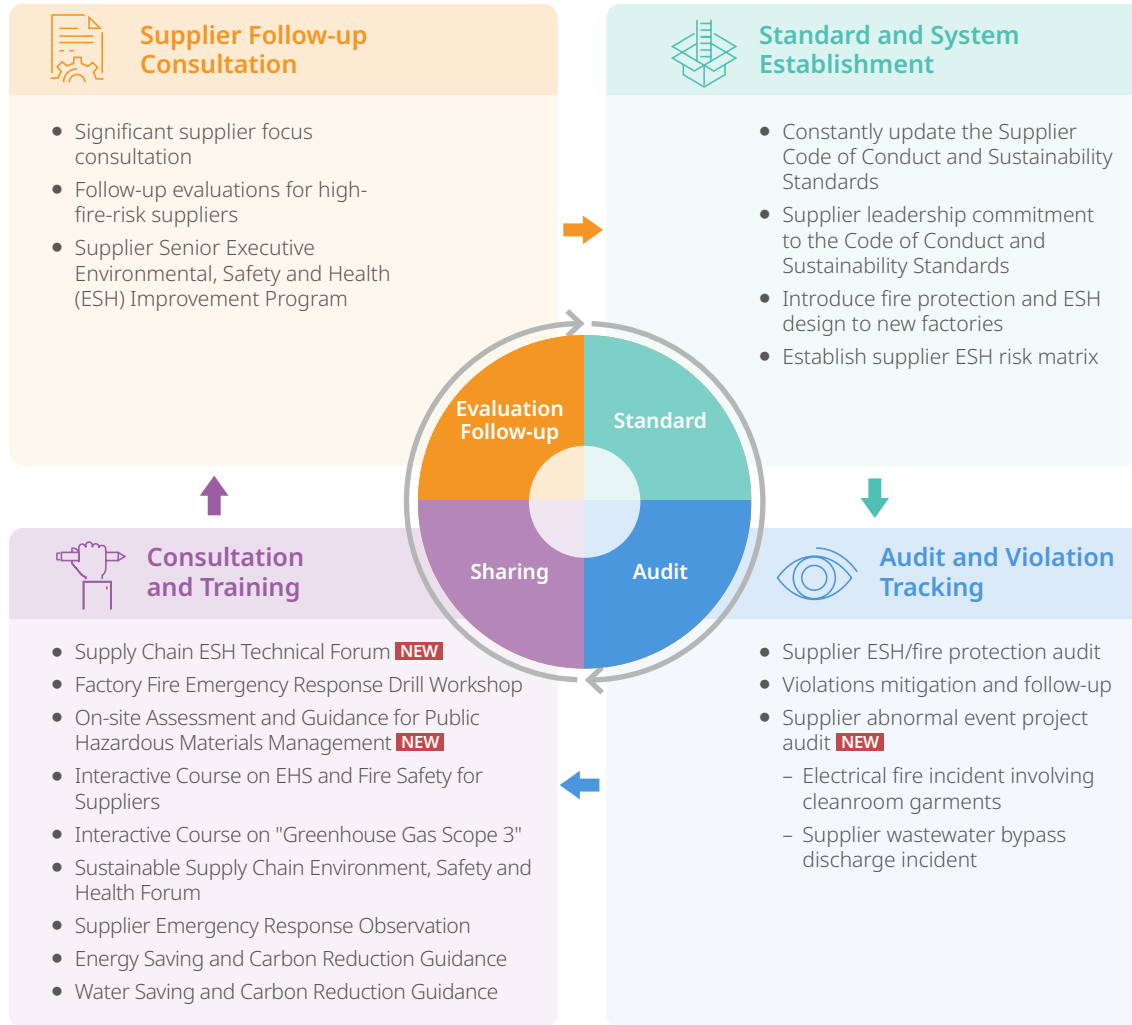 Supplier Follow-up
Consultation
• Significant supplier focus
consultation
• Follow-up evaluations for high-
fire-risk suppliers
• Supplier Senior Executive
Environmental, Safety and Health
(ESH) Improvement Program
Standard and System
Establishment
• Constantly update the Supplier
Code of Conduct and Sustainability
Standards
• Supplier leadership commitment
to the Code of Conduct and
Sustainability Standards
• Introduce fire protection and ESH
design to new factories
• Establish supplier ESH risk matrix
Evaluation
Follow-up
Standard
Sharing
Audit
Consultation
and Training
• Supply Chain ESH Technical Forum NEW
• Factory Fire Emergency Response Drill Workshop
• On-site Assessment and Guidance for Public
Hazardous Materials Management NEW
• Interactive Course on EHS and Fire Safety for
Suppliers
• Interactive Course on "Greenhouse Gas Scope 3"
• Sustainable Supply Chain Environment, Safety and
Health Forum
• Supplier Emergency Response Observation
• Energy Saving and Carbon Reduction Guidance
• Water Saving and Carbon Reduction Guidance
Audit and Violation
Tracking
• Supplier ESH/fire protection audit
• Violations mitigation and follow-up
• Supplier abnormal event project
audit NEW
– Electrical fire incident involving
cleanroom garments
– Supplier wastewater bypass
discharge incident